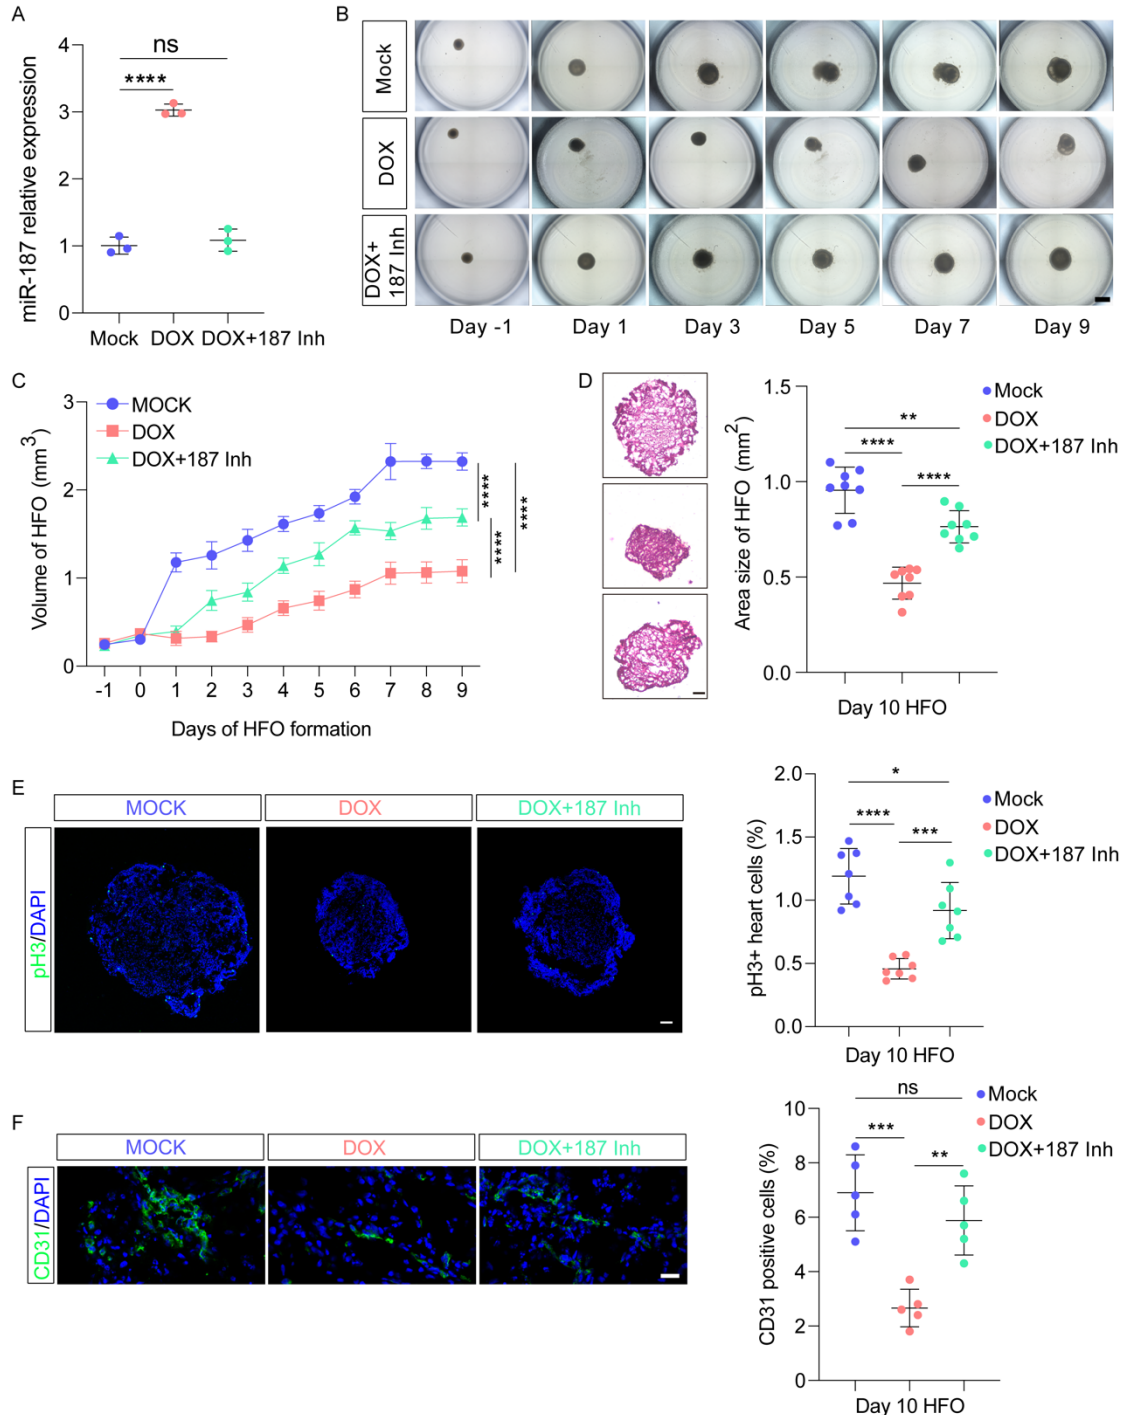 A
miR-187 relative expression
4
3
2
1
0
ns
****
Mock DOX DOX+187 Inh
B
Mock
DOX
DOX+
187 Inh
Day -1 Day 1 Day 3 Day 5 Day 7 Day 9
C
Volume of HFO (mm3)
3
2
1
0
MOCK
DOX
DOX+187 Inh
****
****
****
-1 0 1 2 3 4 5 6 7 8 9
Days of HFO formation
D
Area size of HFO (mm2)
1.5
1.0
0.5
0.0
**
****
****
Mock
DOX
DOX+187 Inh
Day 10 HFO
E
MOCK DOX DOX+187 Inh
pH3/DAPI
pH3+ heart cells (%)
2.0
1.5
1.0
0.5
0.0
*
****
***
Mock
DOX
DOX+187 Inh
Day 10 HFO
F
MOCK DOX DOX+187 Inh
CD31/DAPI
CD31 positive cells (%)
10
8
6
4
2
0
ns
***
**
Mock
DOX
DOX+187 Inh
Day 10 HFO